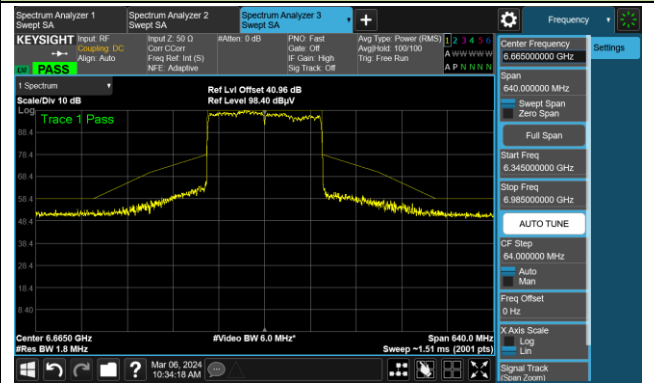 Spectrum Analyzer 1
Swept SA
Spectrum Analyzer 2
Swept SA
Spectrum Analyzer 3
Swept SA
Frequency
KEYSIGHT
Input: RF
Coupling: DC
Align: Auto
Input Z: 50 Ω
Corr CCorr
Freq Ref: Int (S)
NFE: Adaptive
#Atten: 0 dB
PNO: Fast
Gate: Off
IF Gain: High
Sig Track: Off
Avg Type: Power (RMS)
Avg|Hold: 100/100
Trig: Free Run
1 2 3 4 5 6
A W W W W W
A P N N N N
LXI
PASS
1 Spectrum
Scale/Div 10 dB
Ref Lvl Offset 40.96 dB
Ref Level 98.40 dBµV
Log
Trace 1 Pass
88.4
78.4
68.4
58.4
48.4
38.4
28.4
18.4
8.40
Center 6.6650 GHz
#Res BW 1.8 MHz
#Video BW 6.0 MHz*
Span 640.0 MHz
Sweep ~1.51 ms (2001 pts)
Center Frequency
6.665000000 GHz
Settings
Span
640.000000 MHz
Swept Span
Zero Span
Full Span
Start Freq
6.345000000 GHz
Stop Freq
6.985000000 GHz
AUTO TUNE
CF Step
64.000000 MHz
Auto
Man
Freq Offset
0 Hz
X Axis Scale
Log
Lin
Signal Track
(Span Zoom)
Mar 06, 2024
10:34:18 AM